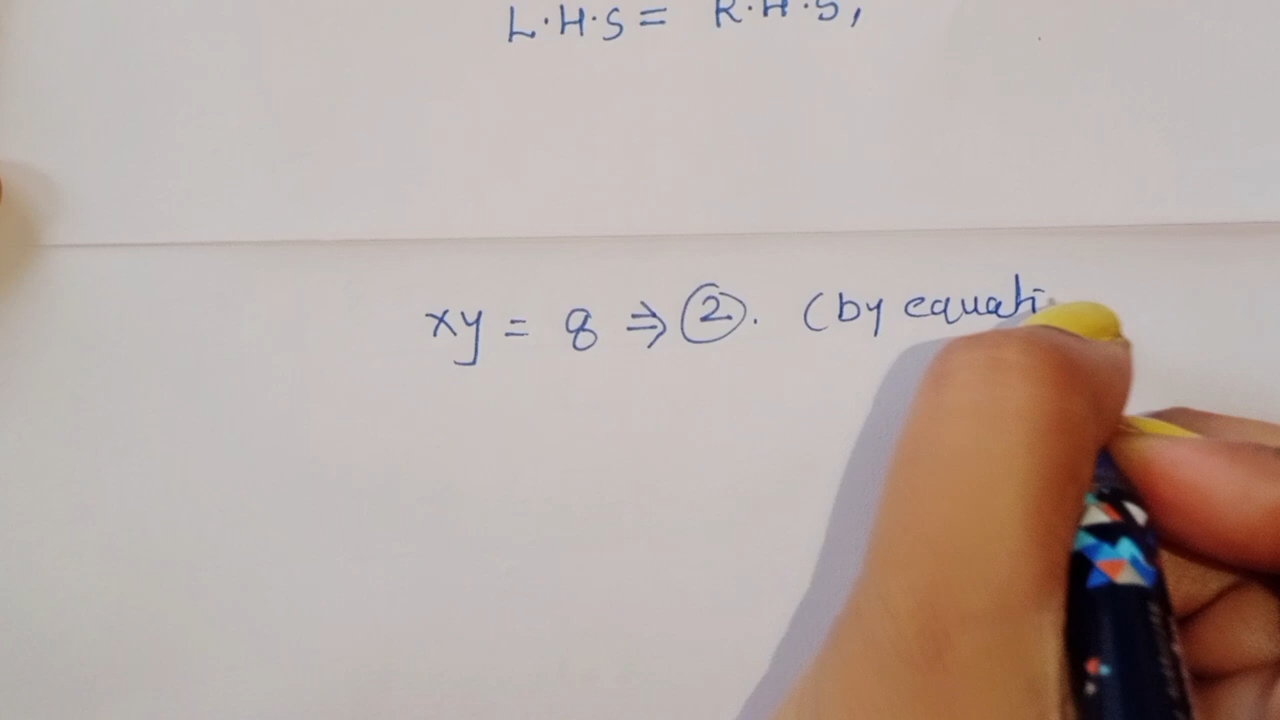 L.H.S = R.H.S,
xy = 8 ⇒ ②. (by equati